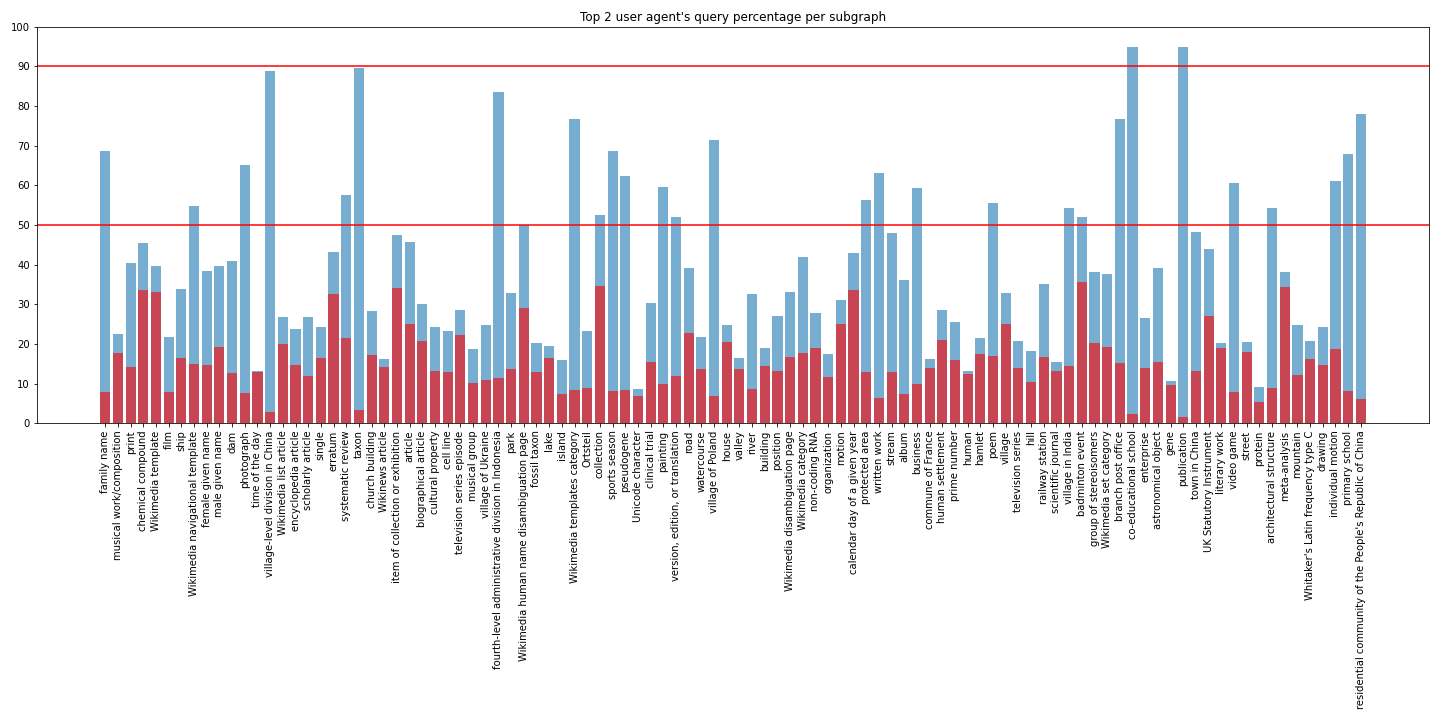 Top 2 user agent's query percentage per subgraph
100
90
80
70
60
50
40
30
20
10
0
family name
musical work/composition
print
chemical compound
Wikimedia template
film
ship
Wikimedia navigational template
female given name
male given name
dam
photograph
time of the day
village-level division in China
Wikimedia list article
encyclopedia article
scholarly article
single
erratum
systematic review
taxon
church building
Wikinews article
item of collection or exhibition
article
biographical article
cultural property
cell line
television series episode
musical group
village of Ukraine
fourth-level administrative division in Indonesia
park
Wikimedia human name disambiguation page
fossil taxon
lake
island
Wikimedia templates category
Ortsteil
collection
sports season
pseudogene
Unicode character
clinical trial
painting
version, edition, or translation
road
watercourse
village of Poland
house
valley
river
building
position
Wikimedia disambiguation page
Wikimedia category
non-coding RNA
organization
motion
calendar day of a given year
protected area
written work
stream
album
business
commune of France
human settlement
prime number
human
hamlet
poem
village
television series
hill
railway station
scientific journal
village in India
badminton event
group of stereoisomers
Wikimedia set category
branch post office
co-educational school
enterprise
astronomical object
gene
publication
town in China
UK Statutory Instrument
literary work
video game
street
protein
architectural structure
meta-analysis
mountain
Whitaker's Latin frequency type C
drawing
individual motion
primary school
residential community of the People's Republic of China